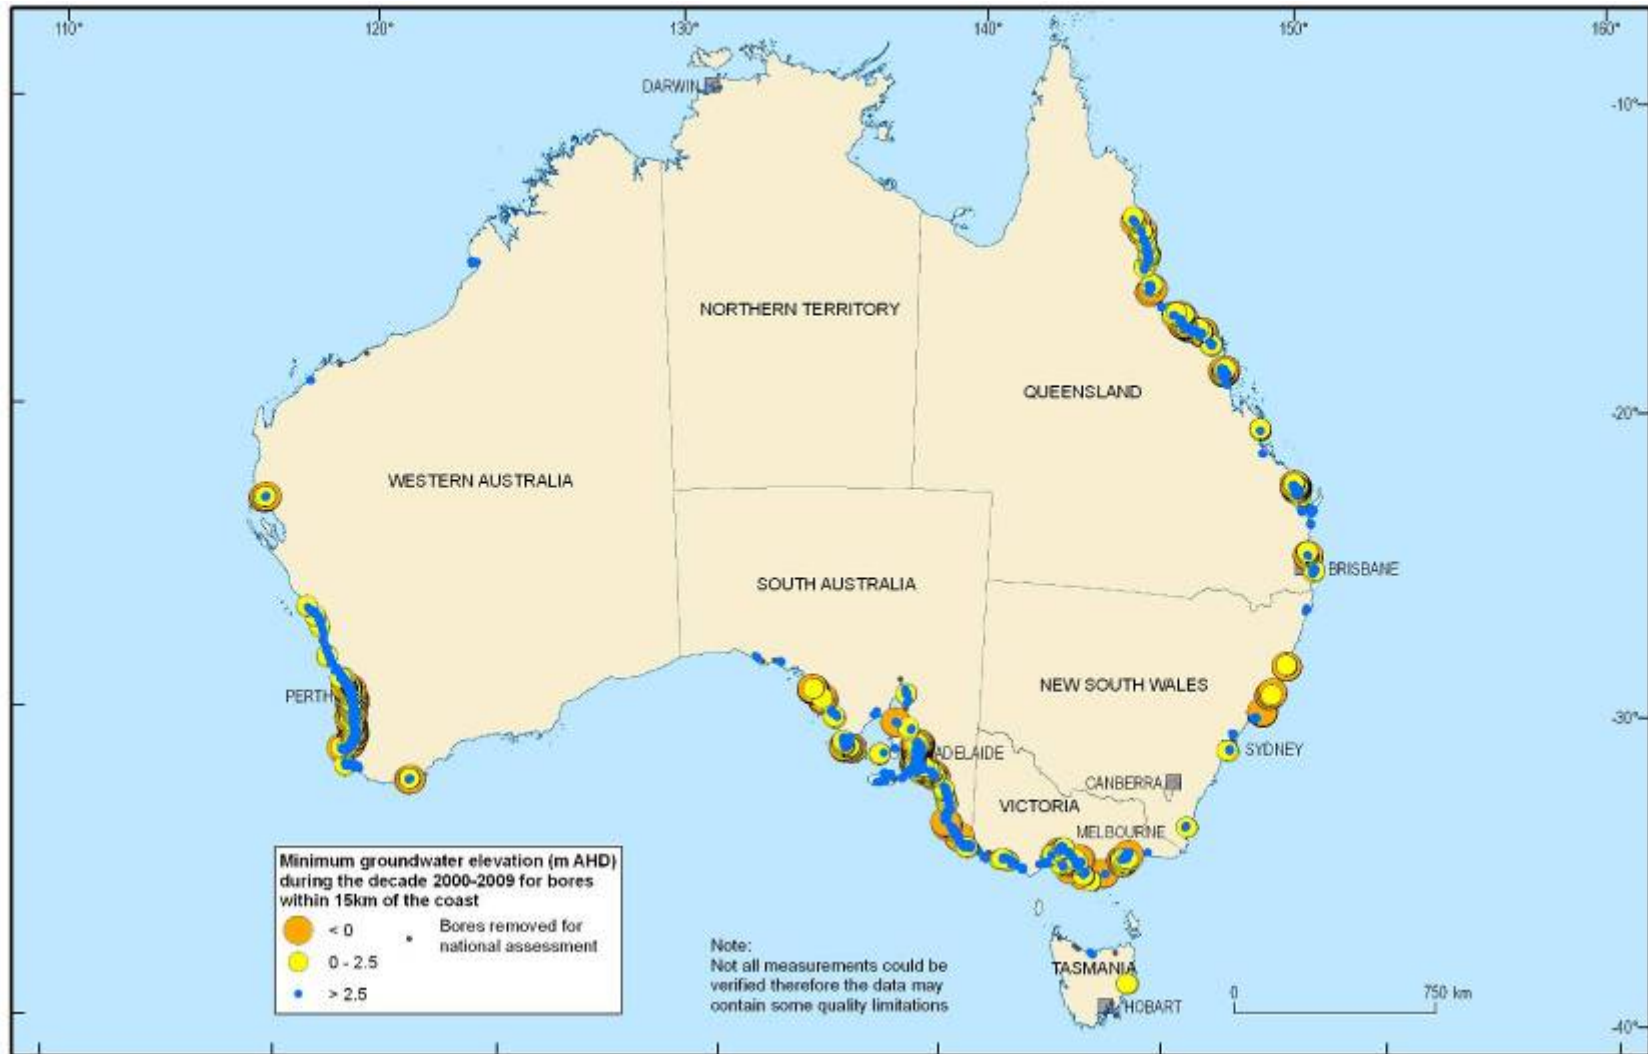 110°
120°
130°
140°
150°
160°
DARWIN
-10°
NORTHERN TERRITORY
QUEENSLAND
-20°
WESTERN AUSTRALIA
SOUTH AUSTRALIA
BRISBANE
PERTH
NEW SOUTH WALES
-30°
ADELAIDE
SYDNEY
CANBERRA
VICTORIA
MELBOURNE
Minimum groundwater elevation (m AHD)
during the decade 2000-2009 for bores
within 15km of the coast
< 0
Bores removed for
national assessment
0 - 2.5
> 2.5
Note:
Not all measurements could be
verified therefore the data may
contain some quality limitations
TASMANIA
HOBART
0
750 km
-40°